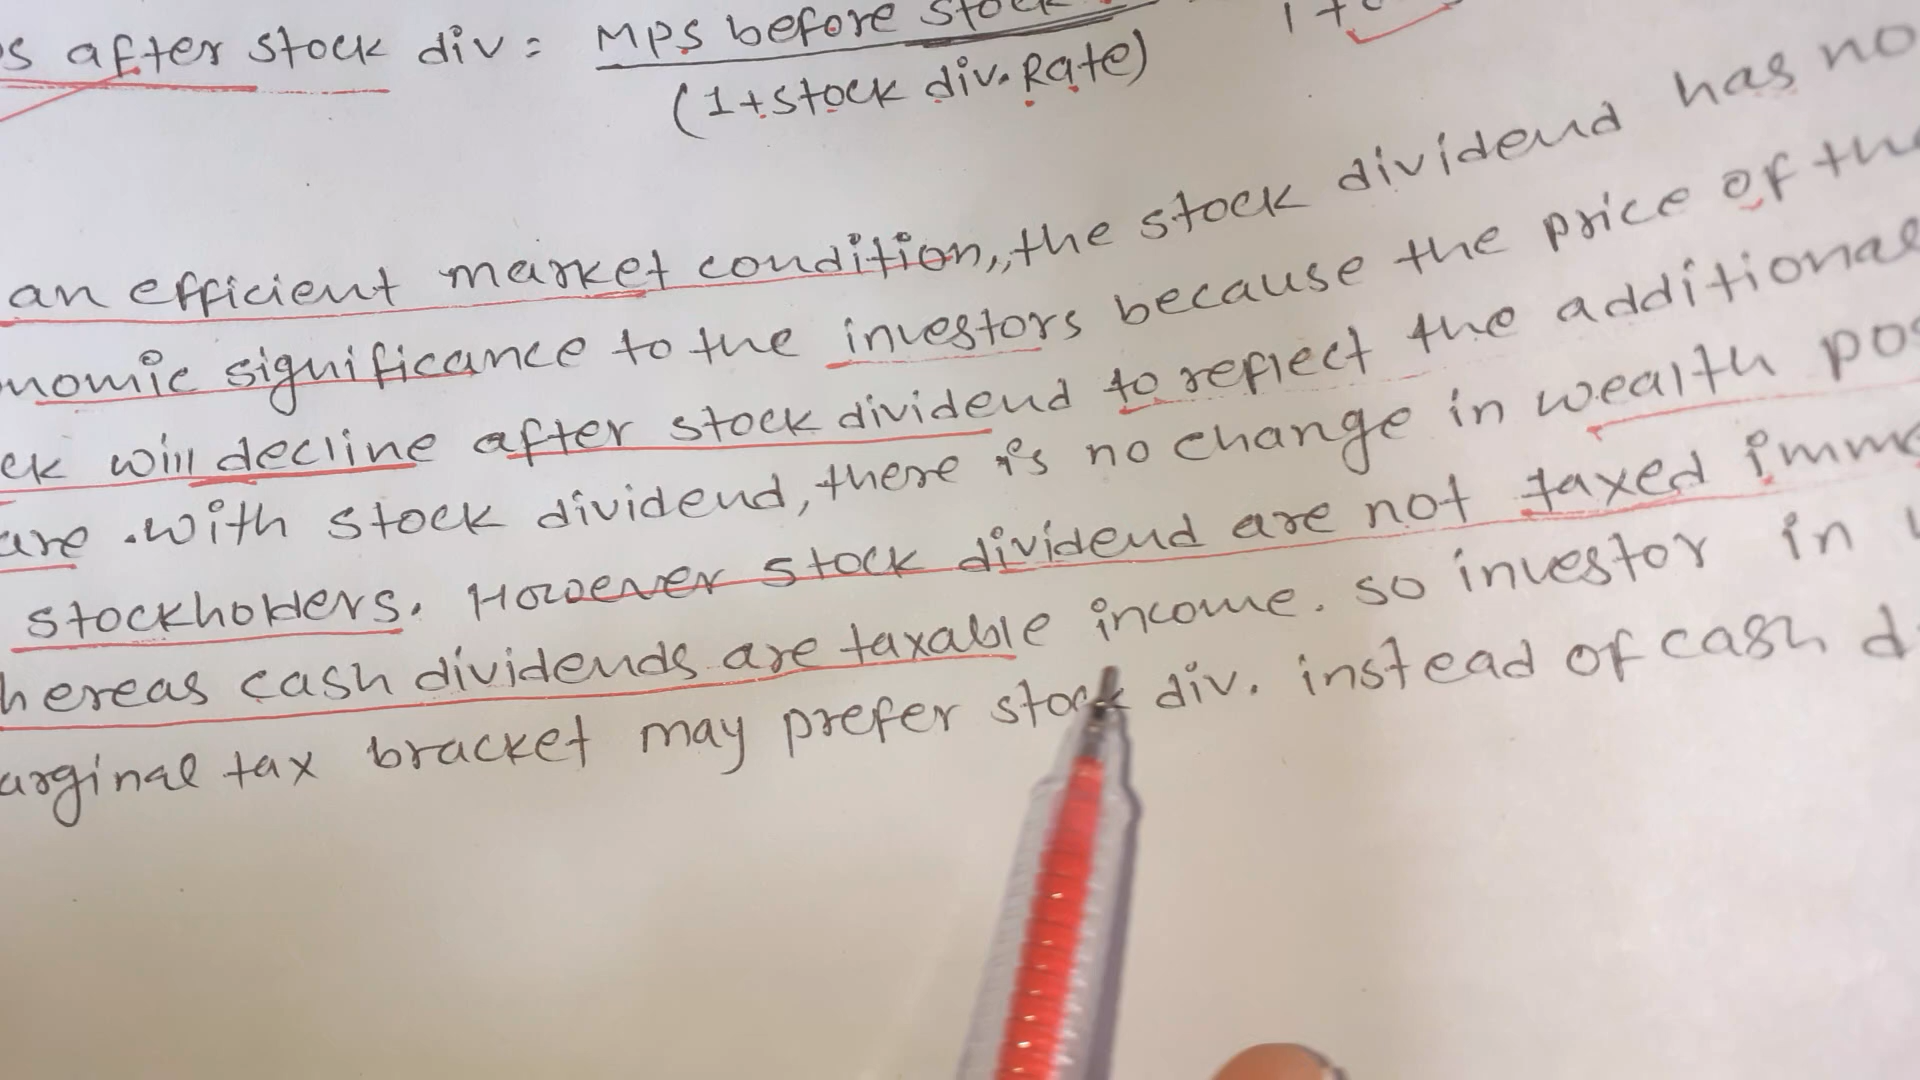 s after stock div = MPS before stock
(1+stock div. Rate)
1+
an efficient market condition,, the stock dividend has no
nomic significance to the investors because the price of the
ck will decline after stock dividend to reflect the additional
are. with stock dividend, there is no change in wealth pos
stockholders. However stock dividend are not taxed imme
hereas cash dividends are taxable income. so investor in
arginal tax bracket may prefer stock div. instead of cash d